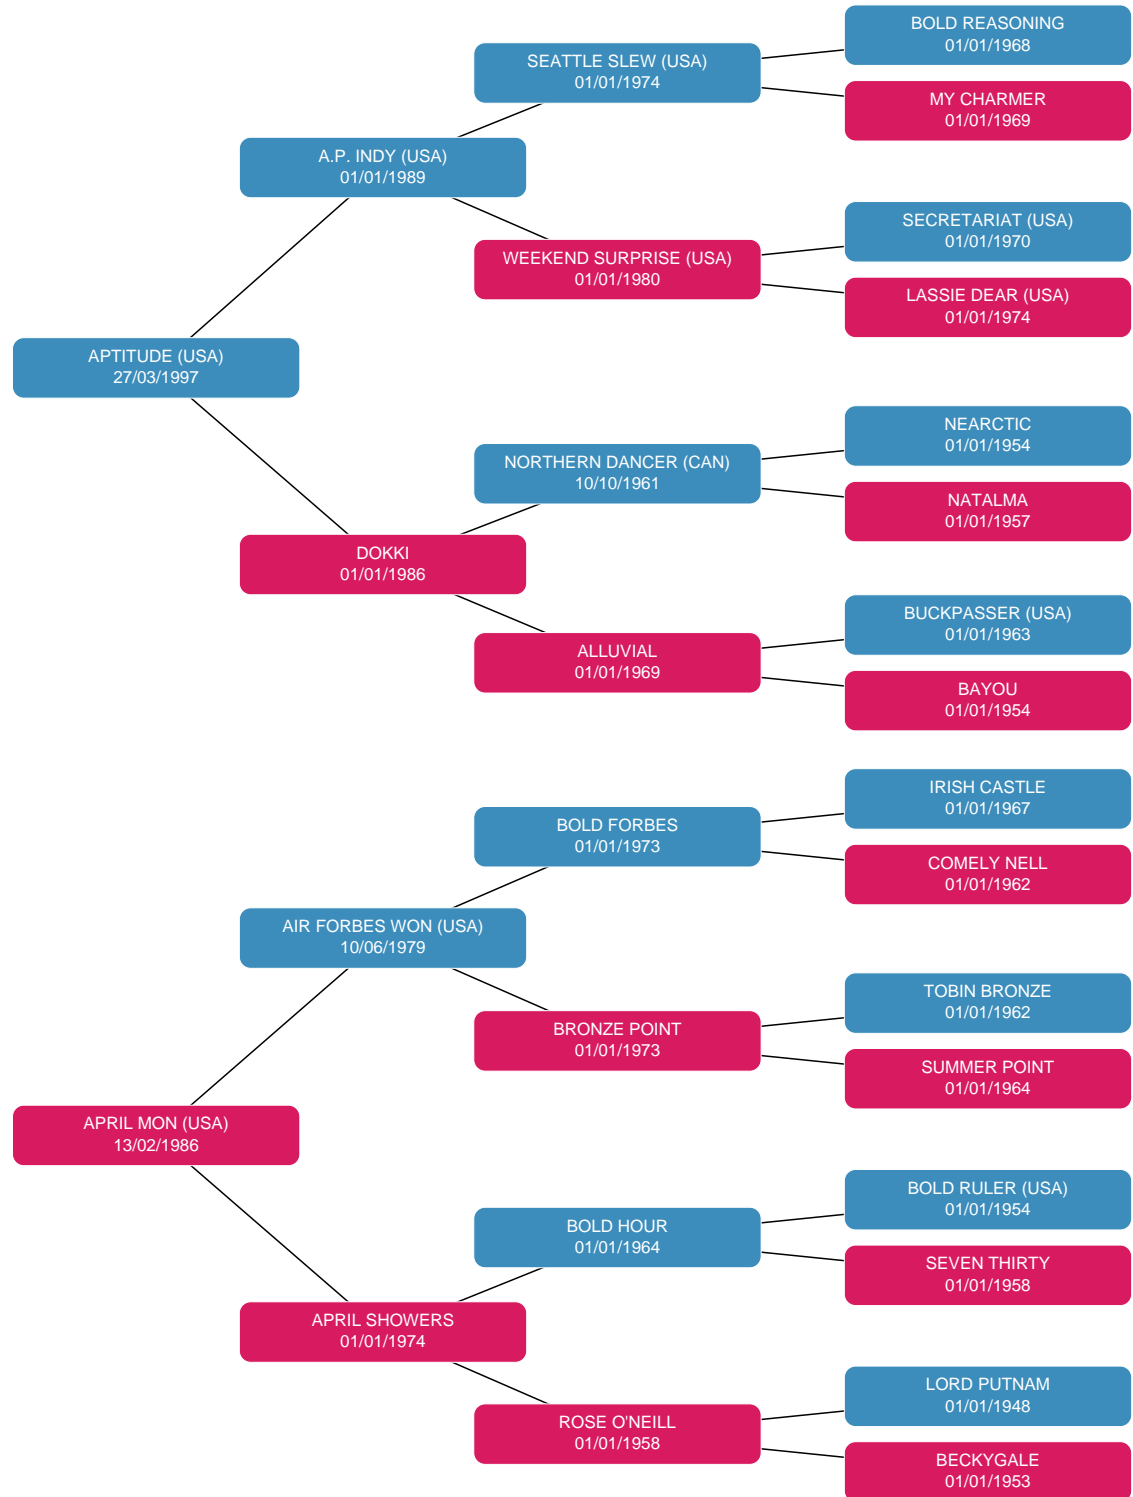 BOLD REASONING
01/01/1968
SEATTLE SLEW (USA)
01/01/1974
MY CHARMER
01/01/1969
A.P. INDY (USA)
01/01/1989
SECRETARIAT (USA)
01/01/1970
WEEKEND SURPRISE (USA)
01/01/1980
LASSIE DEAR (USA)
01/01/1974
APTITUDE (USA)
27/03/1997
NEARCTIC
01/01/1954
NORTHERN DANCER (CAN)
10/10/1961
NATALMA
01/01/1957
DOKKI
01/01/1986
BUCKPASSER (USA)
01/01/1963
ALLUVIAL
01/01/1969
BAYOU
01/01/1954
IRISH CASTLE
01/01/1967
BOLD FORBES
01/01/1973
COMELY NELL
01/01/1962
AIR FORBES WON (USA)
10/06/1979
TOBIN BRONZE
01/01/1962
BRONZE POINT
01/01/1973
SUMMER POINT
01/01/1964
APRIL MON (USA)
13/02/1986
BOLD RULER (USA)
01/01/1954
BOLD HOUR
01/01/1964
SEVEN THIRTY
01/01/1958
APRIL SHOWERS
01/01/1974
LORD PUTNAM
01/01/1948
ROSE O'NEILL
01/01/1958
BECKYGALE
01/01/1953